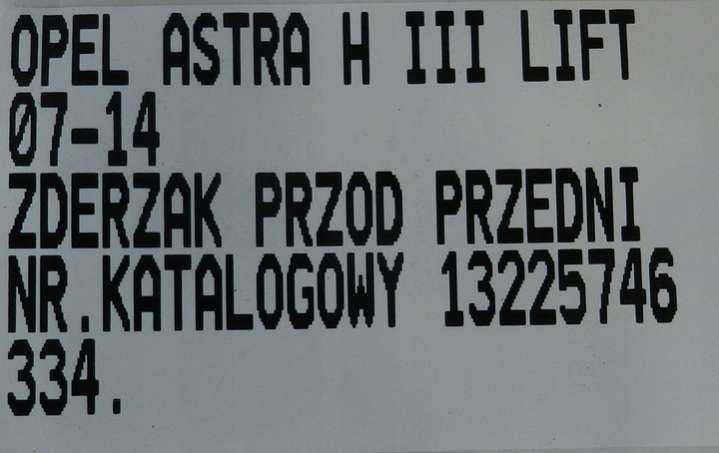 OPEL ASTRA H III LIFT
07-14
ZDERZAK PRZOD PRZEDNI
NR.KATALOGOWY 13225746
334.